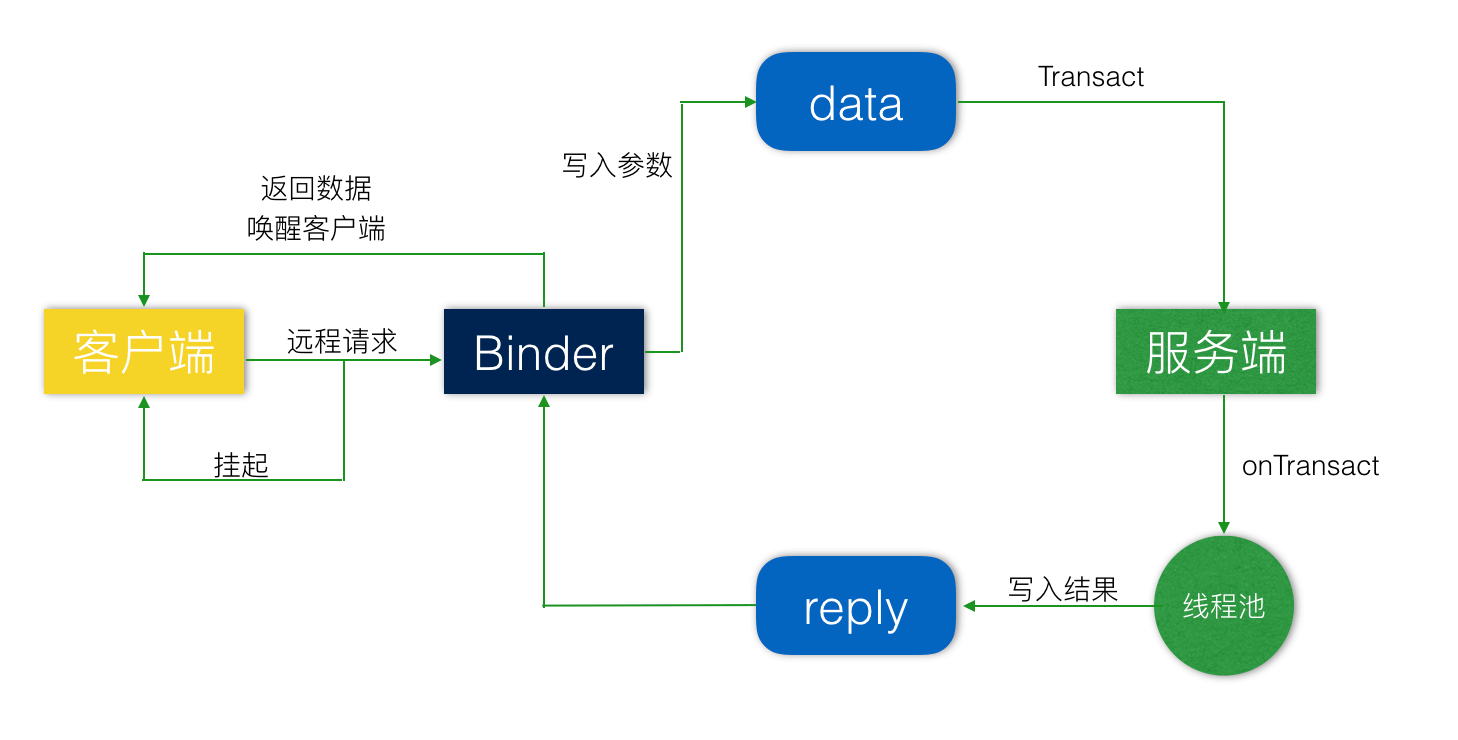 data
Transact
写入参数
返回数据
唤醒客户端
客户端
远程请求
Binder
服务端
挂起
onTransact
reply
写入结果
线程池